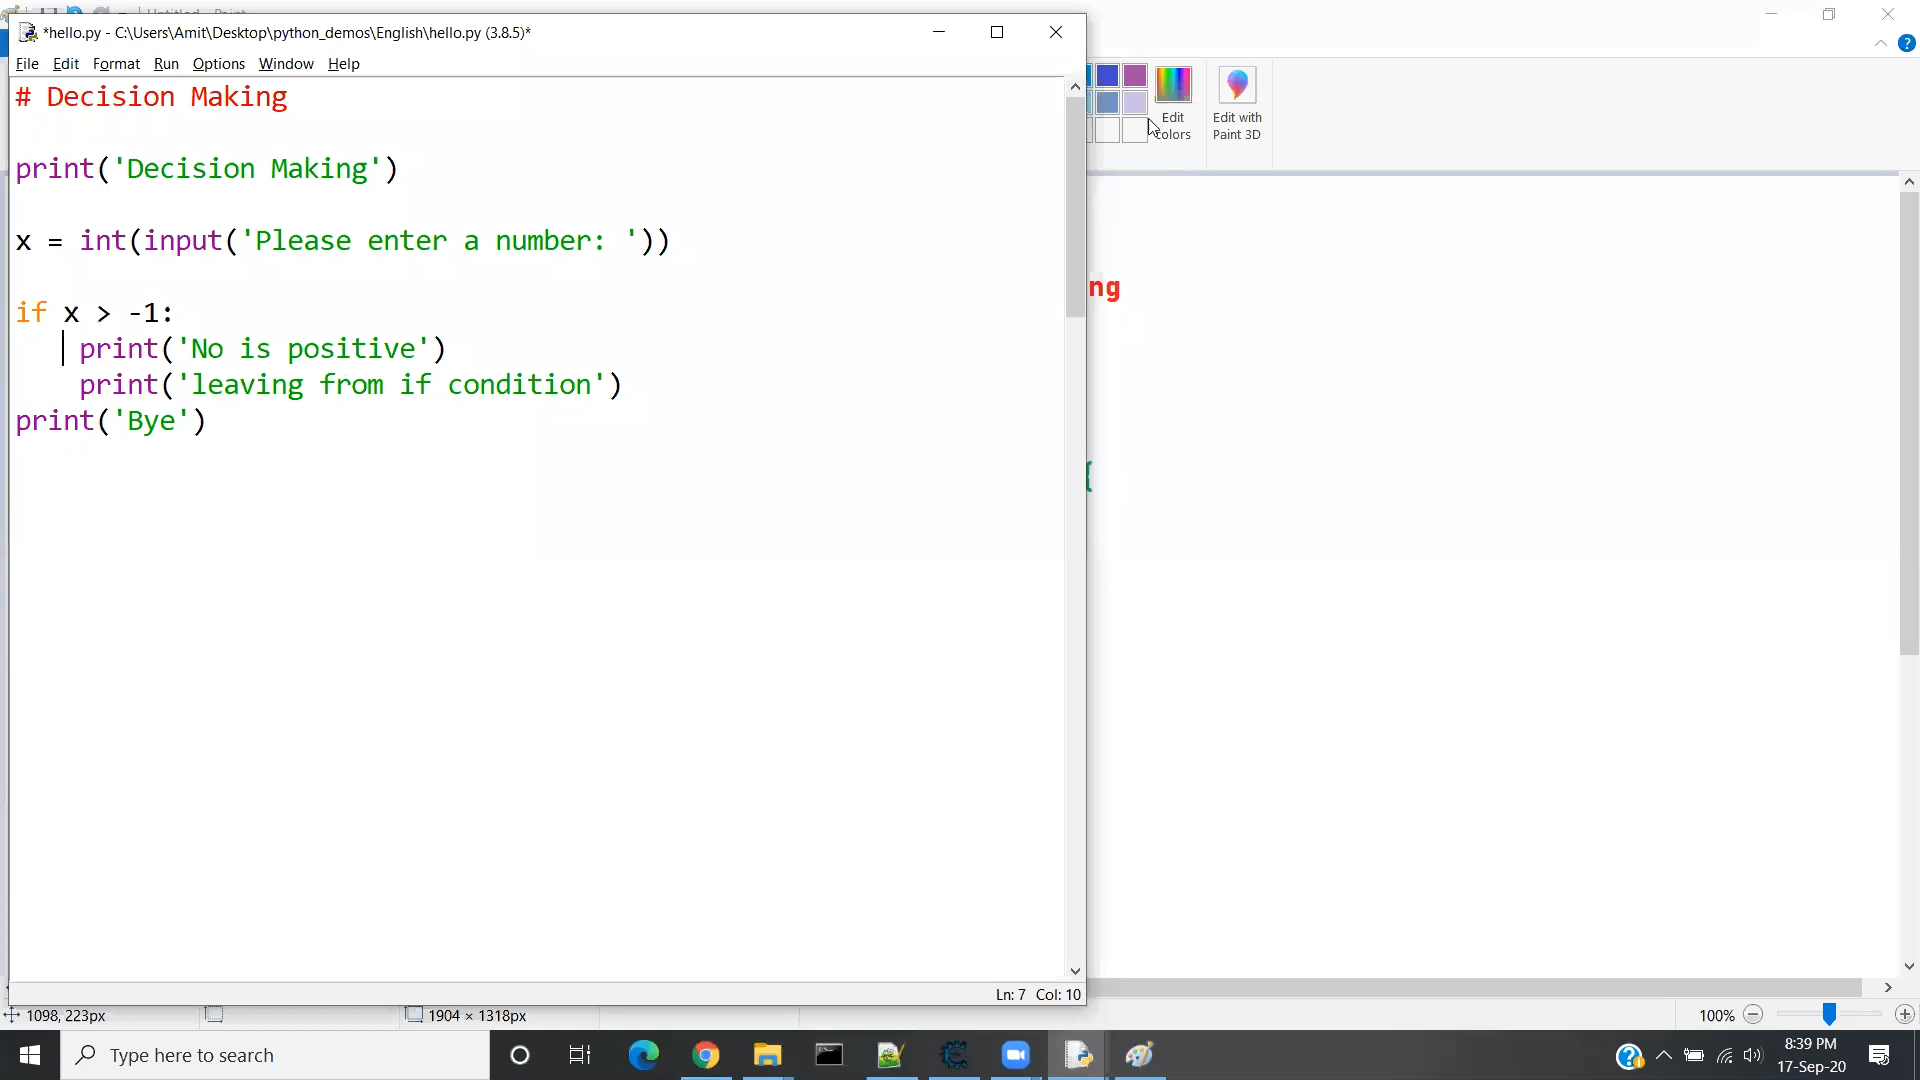 Untitled - Paint
*hello.py - C:\Users\Amit\Desktop\python_demos\English\hello.py (3.8.5)*
File Edit Format Run Options Window Help
# Decision Making
print('Decision Making')
x = int(input('Please enter a number: '))
if x > -1:
print('No is positive')
print('leaving from if condition')
print('Bye')
Ln: 7 Col: 10
Edit colors
Edit with Paint 3D
ng
{
1098, 223px
1904 × 1318px
100%
Type here to search
8:39 PM
17-Sep-20